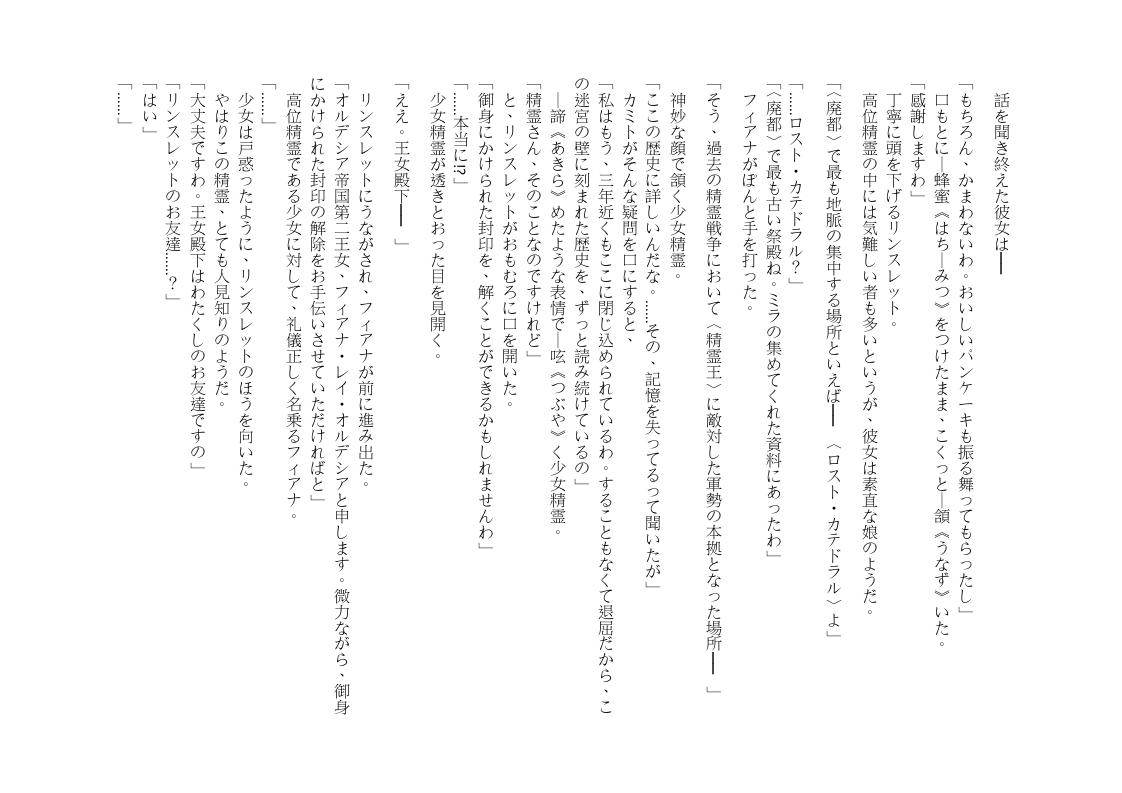 話を聞き終えた彼女は──
「もちろん、かまわないわ。おいしいパンケーキも振る舞ってもらったし」
口もとに―蜂蜜《はち―みつ》をつけたまま、こくっと―頷《うなず》いた。
「感謝しますわ」
丁寧に頭を下げるリンスレット。
高位精霊の中には気難しい者も多いというが、彼女は素直な娘のようだ。
「〈廃都〉で最も地脈の集中する場所といえば──　〈ロスト・カテドラル〉よ」
「……ロスト・カテドラル？」
「〈廃都〉で最も古い祭殿ね。ミラの集めてくれた資料にあったわ」
フィアナがぽんと手を打った。
「そう、過去の精霊戦争において〈精霊王〉に敵対した軍勢の本拠となった場所──　」
神妙な顔で頷く少女精霊。
「ここの歴史に詳しいんだな。……その、記憶を失ってるって聞いたが」
カミトがそんな疑問を口にすると、
「私はもう、三年近くもここに閉じ込められているわ。することもなくて退屈だから、こ
の迷宮の壁に刻まれた歴史を、ずっと読み続けているの」
―諦《あきら》めたような表情で―呟《つぶや》く少女精霊。
「精霊さん、そのことなのですけれど」
と、リンスレットがおもむろに口を開いた。
「御身にかけられた封印を、解くことができるかもしれませんわ」
「……本当に!?」
少女精霊が透きとおった目を見開く。
「ええ。王女殿下──　」
リンスレットにうながされ、フィアナが前に進み出た。
「オルデシア帝国第二王女、フィアナ・レイ・オルデシアと申します。微力ながら、御身
にかけられた封印の解除をお手伝いさせていただければと」
高位精霊である少女に対して、礼儀正しく名乗るフィアナ。
「……」
少女は戸惑ったように、リンスレットのほうを向いた。
やはりこの精霊、とても人見知りのようだ。
「大丈夫ですわ。王女殿下はわたくしのお友達ですの」
「リンスレットのお友達……？」
「はい」
「……」